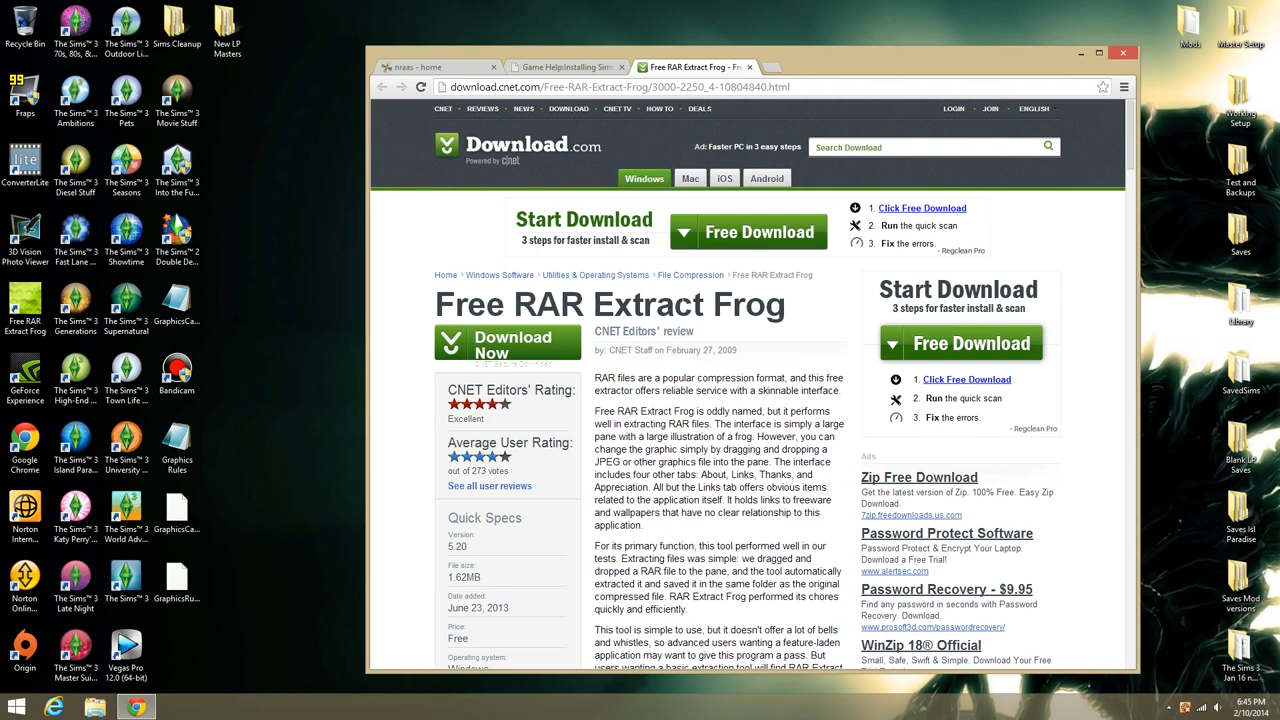 Recycle Bin
The Sims™ 3
70s, 80s, &...
The Sims™ 3
Outdoor Li...
Sims Cleanup
New LP
Masters
99
Fraps
The Sims™ 3
Ambitions
The Sims™ 3
Pets
The Sims™ 3
Movie Stuff
lite
ConverterLite
The Sims™ 3
Diesel Stuff
The Sims™ 3
Seasons
The Sims™ 3
Into the Fu...
3D Vision
Photo Viewer
The Sims™ 3
Fast Lane ...
The Sims™ 3
Showtime
The Sims™ 2
Double De...
Free RAR
Extract Frog
The Sims™ 3
Generations
The Sims™ 3
Supernatural
GraphicsCa...
GeForce
Experience
The Sims™ 3
High-End ...
The Sims™ 3
Town Life ...
Bandicam
Google
Chrome
The Sims™ 3
Island Para...
The Sims™ 3
University ...
Graphics
Rules
Norton
Intern...
The Sims™ 3
Katy Perry'...
The Sims™ 3
World Adv...
GraphicsCa...
Norton
Online...
The Sims™ 3
Late Night
The Sims™ 3
GraphicsRu...
Origin
The Sims™ 3
Master Sui...
Vegas Pro
12.0 (64-bit)
nraas - home
Game Help:Installing Sim
Free RAR Extract Frog - Fr
download.cnet.com/Free-RAR-Extract-Frog/3000-2250_4-10804840.html
CNET REVIEWS NEWS DOWNLOAD CNET TV HOW TO DEALS
LOGIN JOIN ENGLISH
Download.com
Powered by c|net
Ad: Faster PC in 3 easy steps
Search Download
Windows
Mac
iOS
Android
Start Download
3 steps for faster install & scan
Free Download
1. Click Free Download
2. Run the quick scan
3. Fix the errors.
- Regclean Pro
Home › Windows Software › Utilities & Operating Systems › File Compression › Free RAR Extract Frog
Free RAR Extract Frog
Download
Now
CNET Editors' Rating:
Excellent
Average User Rating:
out of 273 votes
See all user reviews
Quick Specs
Version:
5.20
File size:
1.62MB
Date added:
June 23, 2013
Price:
Free
Operating system:
Windows
CNET Editors' review
by: CNET Staff on February 27, 2009
RAR files are a popular compression format, and this free
extractor offers reliable service with a skinnable interface.
Free RAR Extract Frog is oddly named, but it performs
well in extracting RAR files. The interface is simply a large
pane with a large illustration of a frog. However, you can
change the graphic simply by dragging and dropping a
JPEG or other graphics file into the pane. The interface
includes four other tabs: About, Links, Thanks, and
Appreciation. All but the Links tab offers obvious items
related to the application itself. It holds links to freeware
and wallpapers that have no clear relationship to this
application.
For its primary function, this tool performed well in our
tests. Extracting files was simple: we dragged and
dropped a RAR file to the pane, and the tool automatically
extracted it and saved it in the same folder as the original
compressed file. RAR Extract Frog performed its chores
quickly and efficiently.
This tool is simple to use, but it doesn't offer a lot of bells
and whistles, so advanced users wanting a feature-laden
application may want to give this program a pass. But
users wanting a basic extraction tool will find RAR Extract
Start Download
3 steps for faster install & scan
Free Download
1. Click Free Download
2. Run the quick scan
3. Fix the errors.
- Regclean Pro
Ads
Zip Free Download
Get the latest version of Zip. 100% Free. Easy Zip
Download.
7zip.freedownloads.us.com
Password Protect Software
Password Protect & Encrypt Your Laptop.
Download a Free Trial!
www.alertsec.com
Password Recovery - $9.95
Find any password in seconds with Password
Recovery. Download.
www.prosoft3d.com/passwordrecovery/
WinZip 18® Official
Small, Safe, Swift & Simple. Download Your Free
Mods
Master Setup
Working
Setup
Test and
Backups
Saves
Library
SavedSims
Blank LP
Saves
Saves Isl
Paradise
Saves Mod
versions
The Sims 3
Jan 16 n...
6:45 PM
2/10/2014